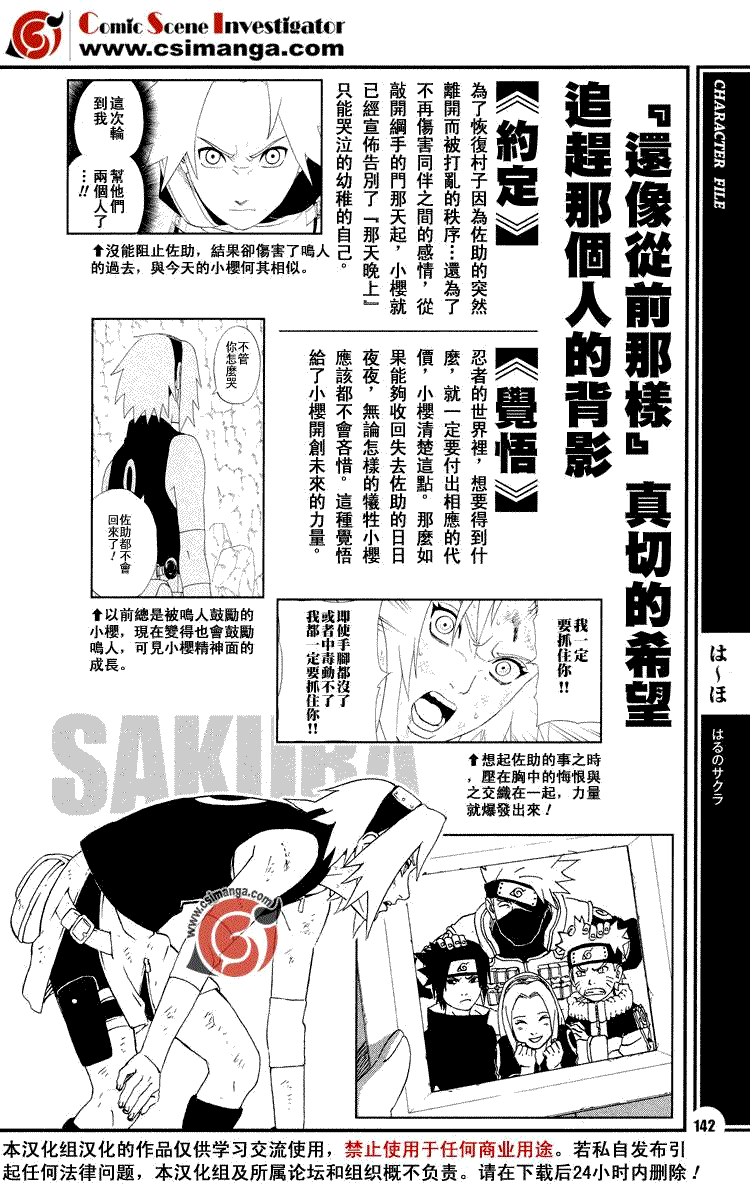 Comic Scene Investigator
www.csimanga.com
CHARACTER FILE
『還像從前那樣』真切的希望
追趕那個人的背影
《約定》
為了恢復村子因為佐助的突然
離開而被打亂的秩序…還為了
不再傷害同伴之間的感情，從
敲開綱手的門那天起，小櫻就
已經宣佈告別了『那天晚上』
只能哭泣的幼稚的自己。
這次輪
到我
幫他們
兩個人了
…!!
⬆沒能阻止佐助，結果卻傷害了鳴人
的過去，與今天的小櫻何其相似。
《覺悟》
忍者的世界裡，想要得到什
麼，就一定要付出相應的代
價，小櫻清楚這點。那麼如
果能夠收回失去佐助的日日
夜夜，無論怎樣的犧牲小櫻
應該都不會吝惜。這種覺悟
給了小櫻開創未來的力量。
不管
你怎麼哭
佐助都不會
回來了！
⬆以前總是被鳴人鼓勵的
小櫻，現在變得也會鼓勵
鳴人，可見小櫻精神面的
成長。
我一定
要抓住你!!
即使手腳都沒了
或者中毒動不了
我都一定要抓住你!!
⬆想起佐助的事之時
，壓在胸中的悔恨與
之交織在一起，力量
就爆發出來！
は～ほ
はるのサクラ
SAKURA
www.csimanga.com
142
本汉化组汉化的作品仅供学习交流使用，禁止使用于任何商业用途。若私自发布引
起任何法律问题，本汉化组及所属论坛和组织概不负责。请在下载后24小时内删除！